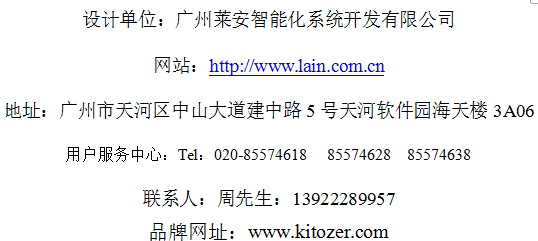 设计单位：广州莱安智能化系统开发有限公司
网站：http://www.lain.com.cn
地址：广州市天河区中山大道建中路 5 号天河软件园海天楼 3A06
用户服务中心：Tel：020-85574618 85574628 85574638
联系人：周先生：13922289957
品牌网址：www.kitozer.com